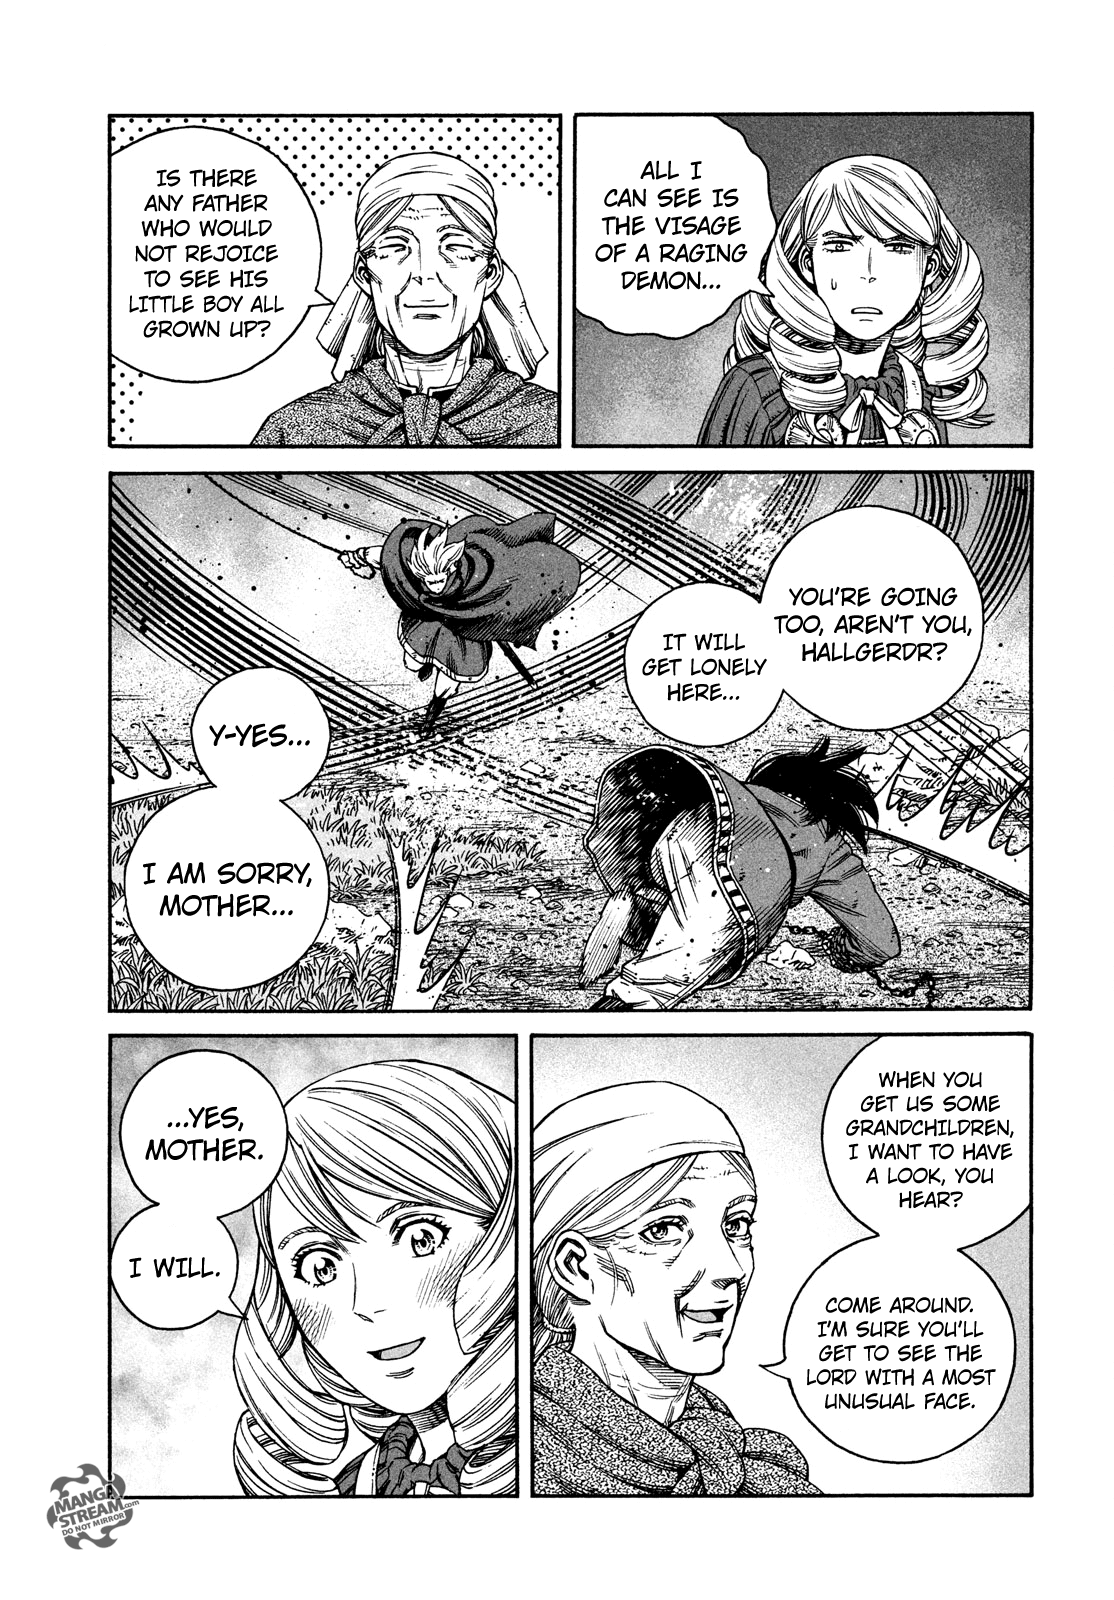 ALL I
CAN SEE IS
THE VISAGE
OF A RAGING
DEMON...
IS THERE
ANY FATHER
WHO WOULD
NOT REJOICE
TO SEE HIS
LITTLE BOY ALL
GROWN UP?
YOU'RE GOING
TOO, AREN'T YOU,
HALLGERDR?
IT WILL
GET LONELY
HERE...
Y-YES...
I AM SORRY,
MOTHER...
WHEN YOU
GET US SOME
GRANDCHILDREN,
I WANT TO HAVE
A LOOK, YOU
HEAR?
COME AROUND.
I'M SURE YOU'LL
GET TO SEE THE
LORD WITH A MOST
UNUSUAL FACE.
...YES,
MOTHER.
I WILL.
MANGA
STREAM.com
DO NOT MIRROR